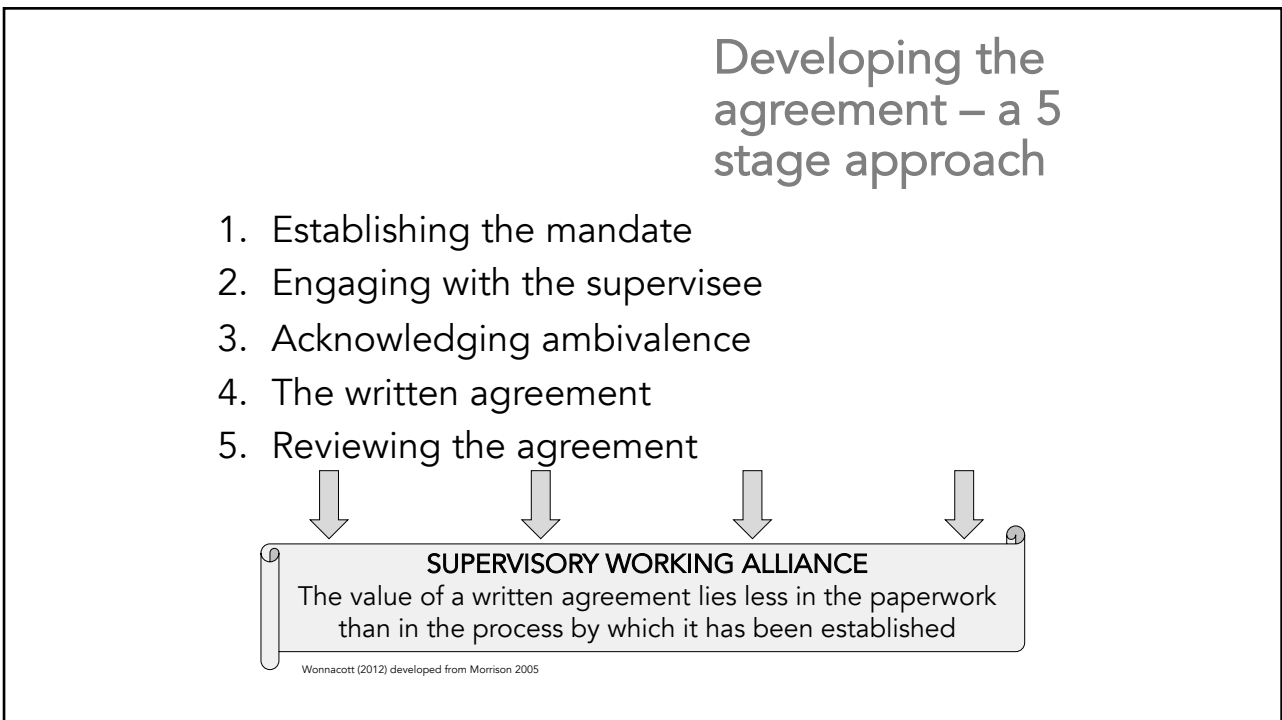 Developing the
agreement – a 5
stage approach
1. Establishing the mandate
2. Engaging with the supervisee
3. Acknowledging ambivalence
4. The written agreement
5. Reviewing the agreement
SUPERVISORY WORKING ALLIANCE
The value of a written agreement lies less in the paperwork
than in the process by which it has been established
Wonnacott (2012) developed from Morrison 2005